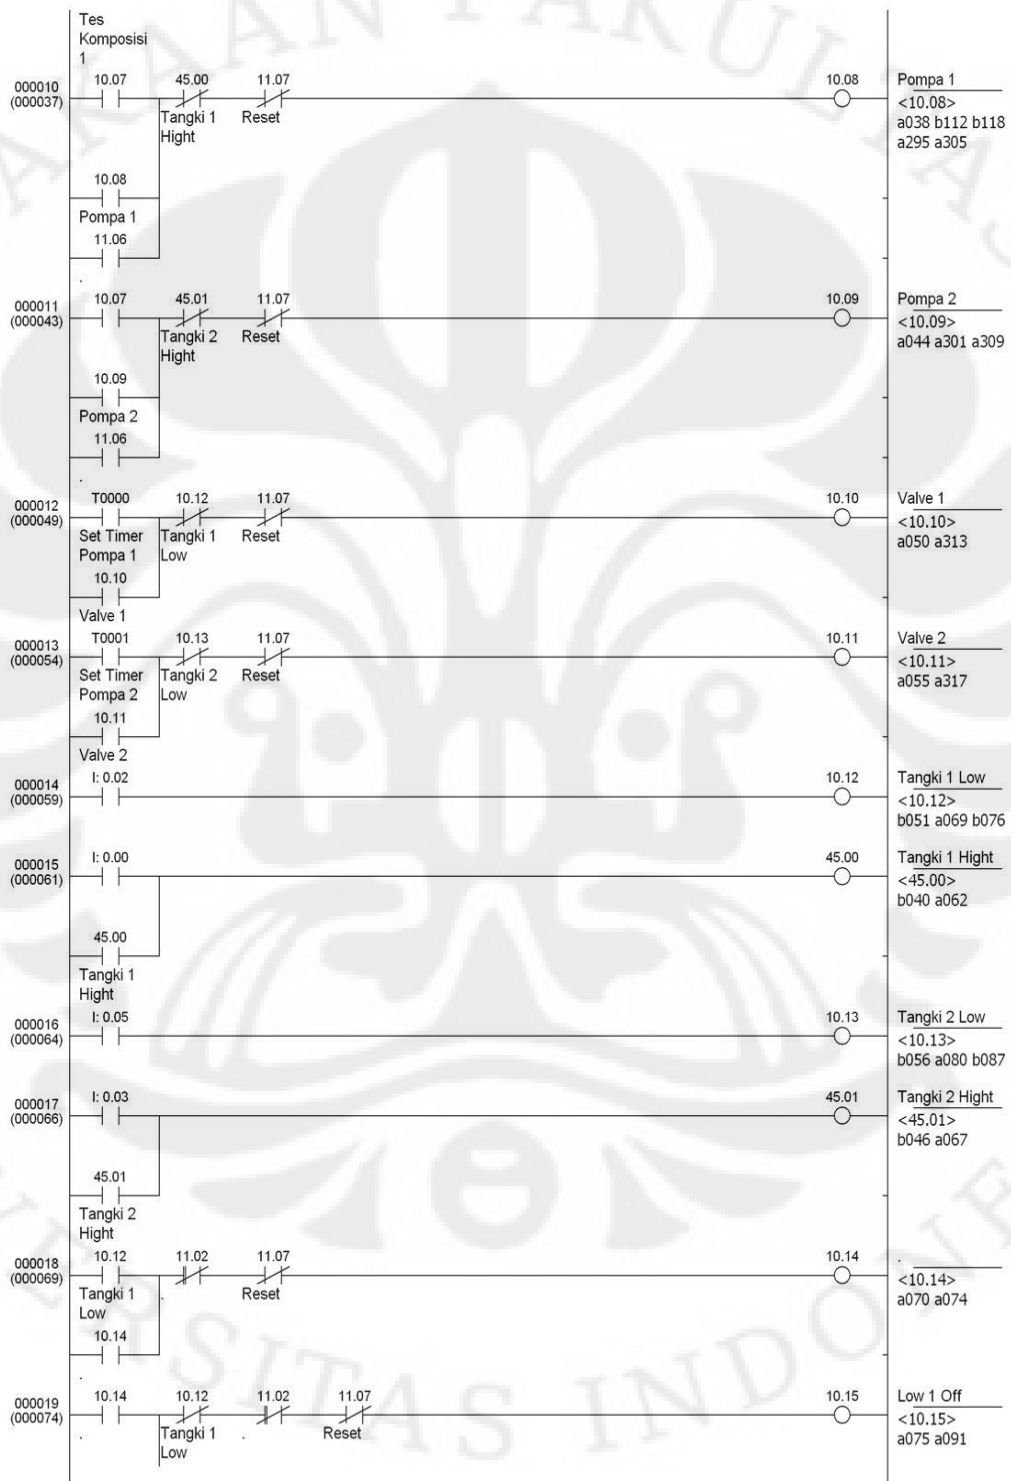 Tes
Komposisi
1
000010
(000037)
10.07 45.00 11.07 10.08 Pompa 1
Tangki 1 Reset
Hight
<10.08>
a038 b112 b118
a295 a305
10.08
Pompa 1
11.06
.
000011
(000043)
10.07 45.01 11.07 10.09 Pompa 2
Tangki 2 Reset
Hight
<10.09>
a044 a301 a309
10.09
Pompa 2
11.06
.
000012
(000049)
T0000 10.12 11.07 10.10 Valve 1
Set Timer Tangki 1 Reset
Pompa 1 Low
<10.10>
a050 a313
10.10
Valve 1
000013
(000054)
T0001 10.13 11.07 10.11 Valve 2
Set Timer Tangki 2 Reset
Pompa 2 Low
<10.11>
a055 a317
10.11
Valve 2
000014
(000059)
I: 0.02 10.12 Tangki 1 Low
<10.12>
b051 a069 b076
000015
(000061)
I: 0.00 45.00 Tangki 1 Hight
<45.00>
b040 a062
45.00
Tangki 1
Hight
000016
(000064)
I: 0.05 10.13 Tangki 2 Low
<10.13>
b056 a080 b087
000017
(000066)
I: 0.03 45.01 Tangki 2 Hight
<45.01>
b046 a067
45.01
Tangki 2
Hight
000018
(000069)
10.12 11.02 11.07 10.14 .
Tangki 1 . Reset
Low
<10.14>
a070 a074
10.14
.
000019
(000074)
10.14 10.12 11.02 11.07 10.15 Low 1 Off
. Tangki 1 . Reset
Low
<10.15>
a075 a091